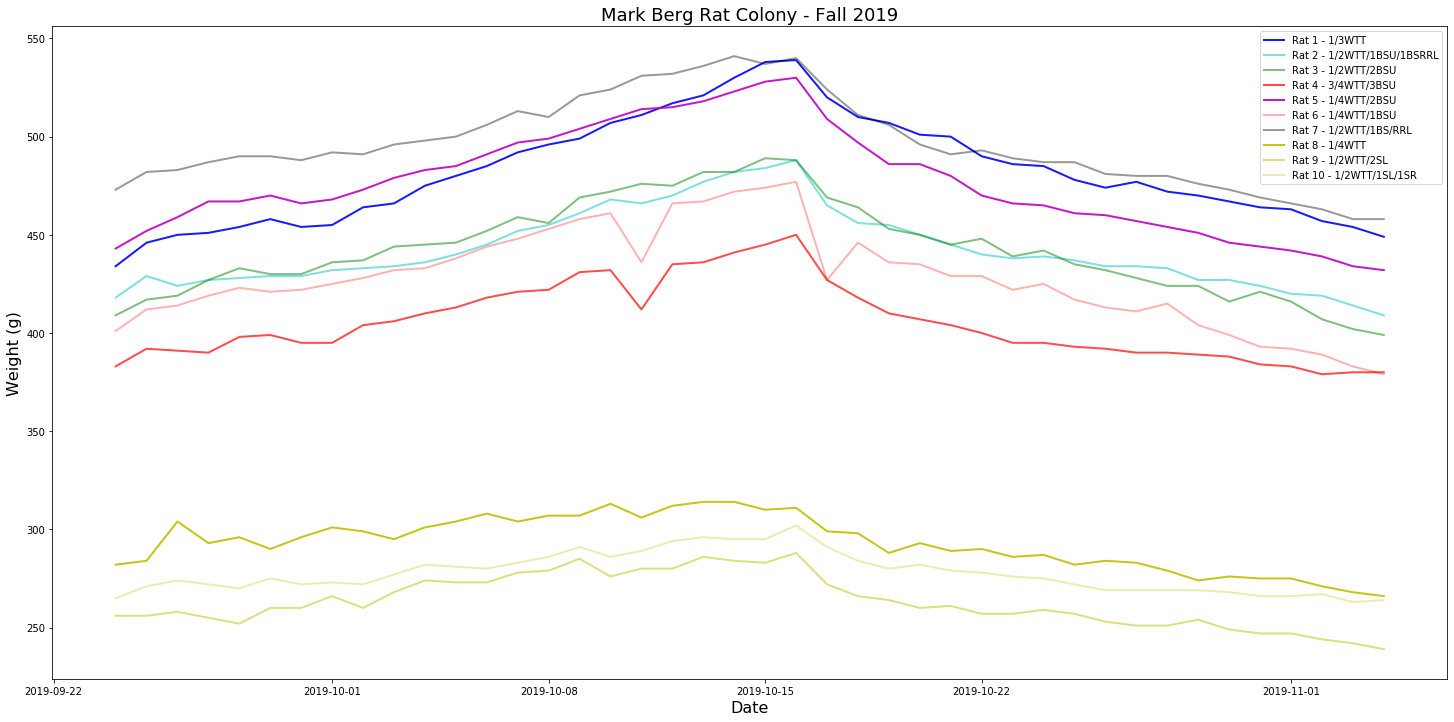 Mark Berg Rat Colony - Fall 2019
550
500
450
400
350
300
250
Weight (g)
Rat 1 - 1/3WTT
Rat 2 - 1/2WTT/1BSU/1BSRRL
Rat 3 - 1/2WTT/2BSU
Rat 4 - 3/4WTT/3BSU
Rat 5 - 1/4WTT/2BSU
Rat 6 - 1/4WTT/1BSU
Rat 7 - 1/2WTT/1BS/RRL
Rat 8 - 1/4WTT
Rat 9 - 1/2WTT/2SL
Rat 10 - 1/2WTT/1SL/1SR
2019-09-22 2019-10-01 2019-10-08 2019-10-15 2019-10-22 2019-11-01
Date